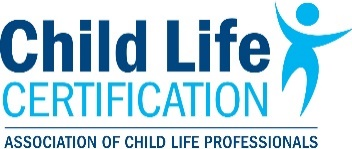 Child Life
CERTIFICATION
ASSOCIATION OF CHILD LIFE PROFESSIONALS